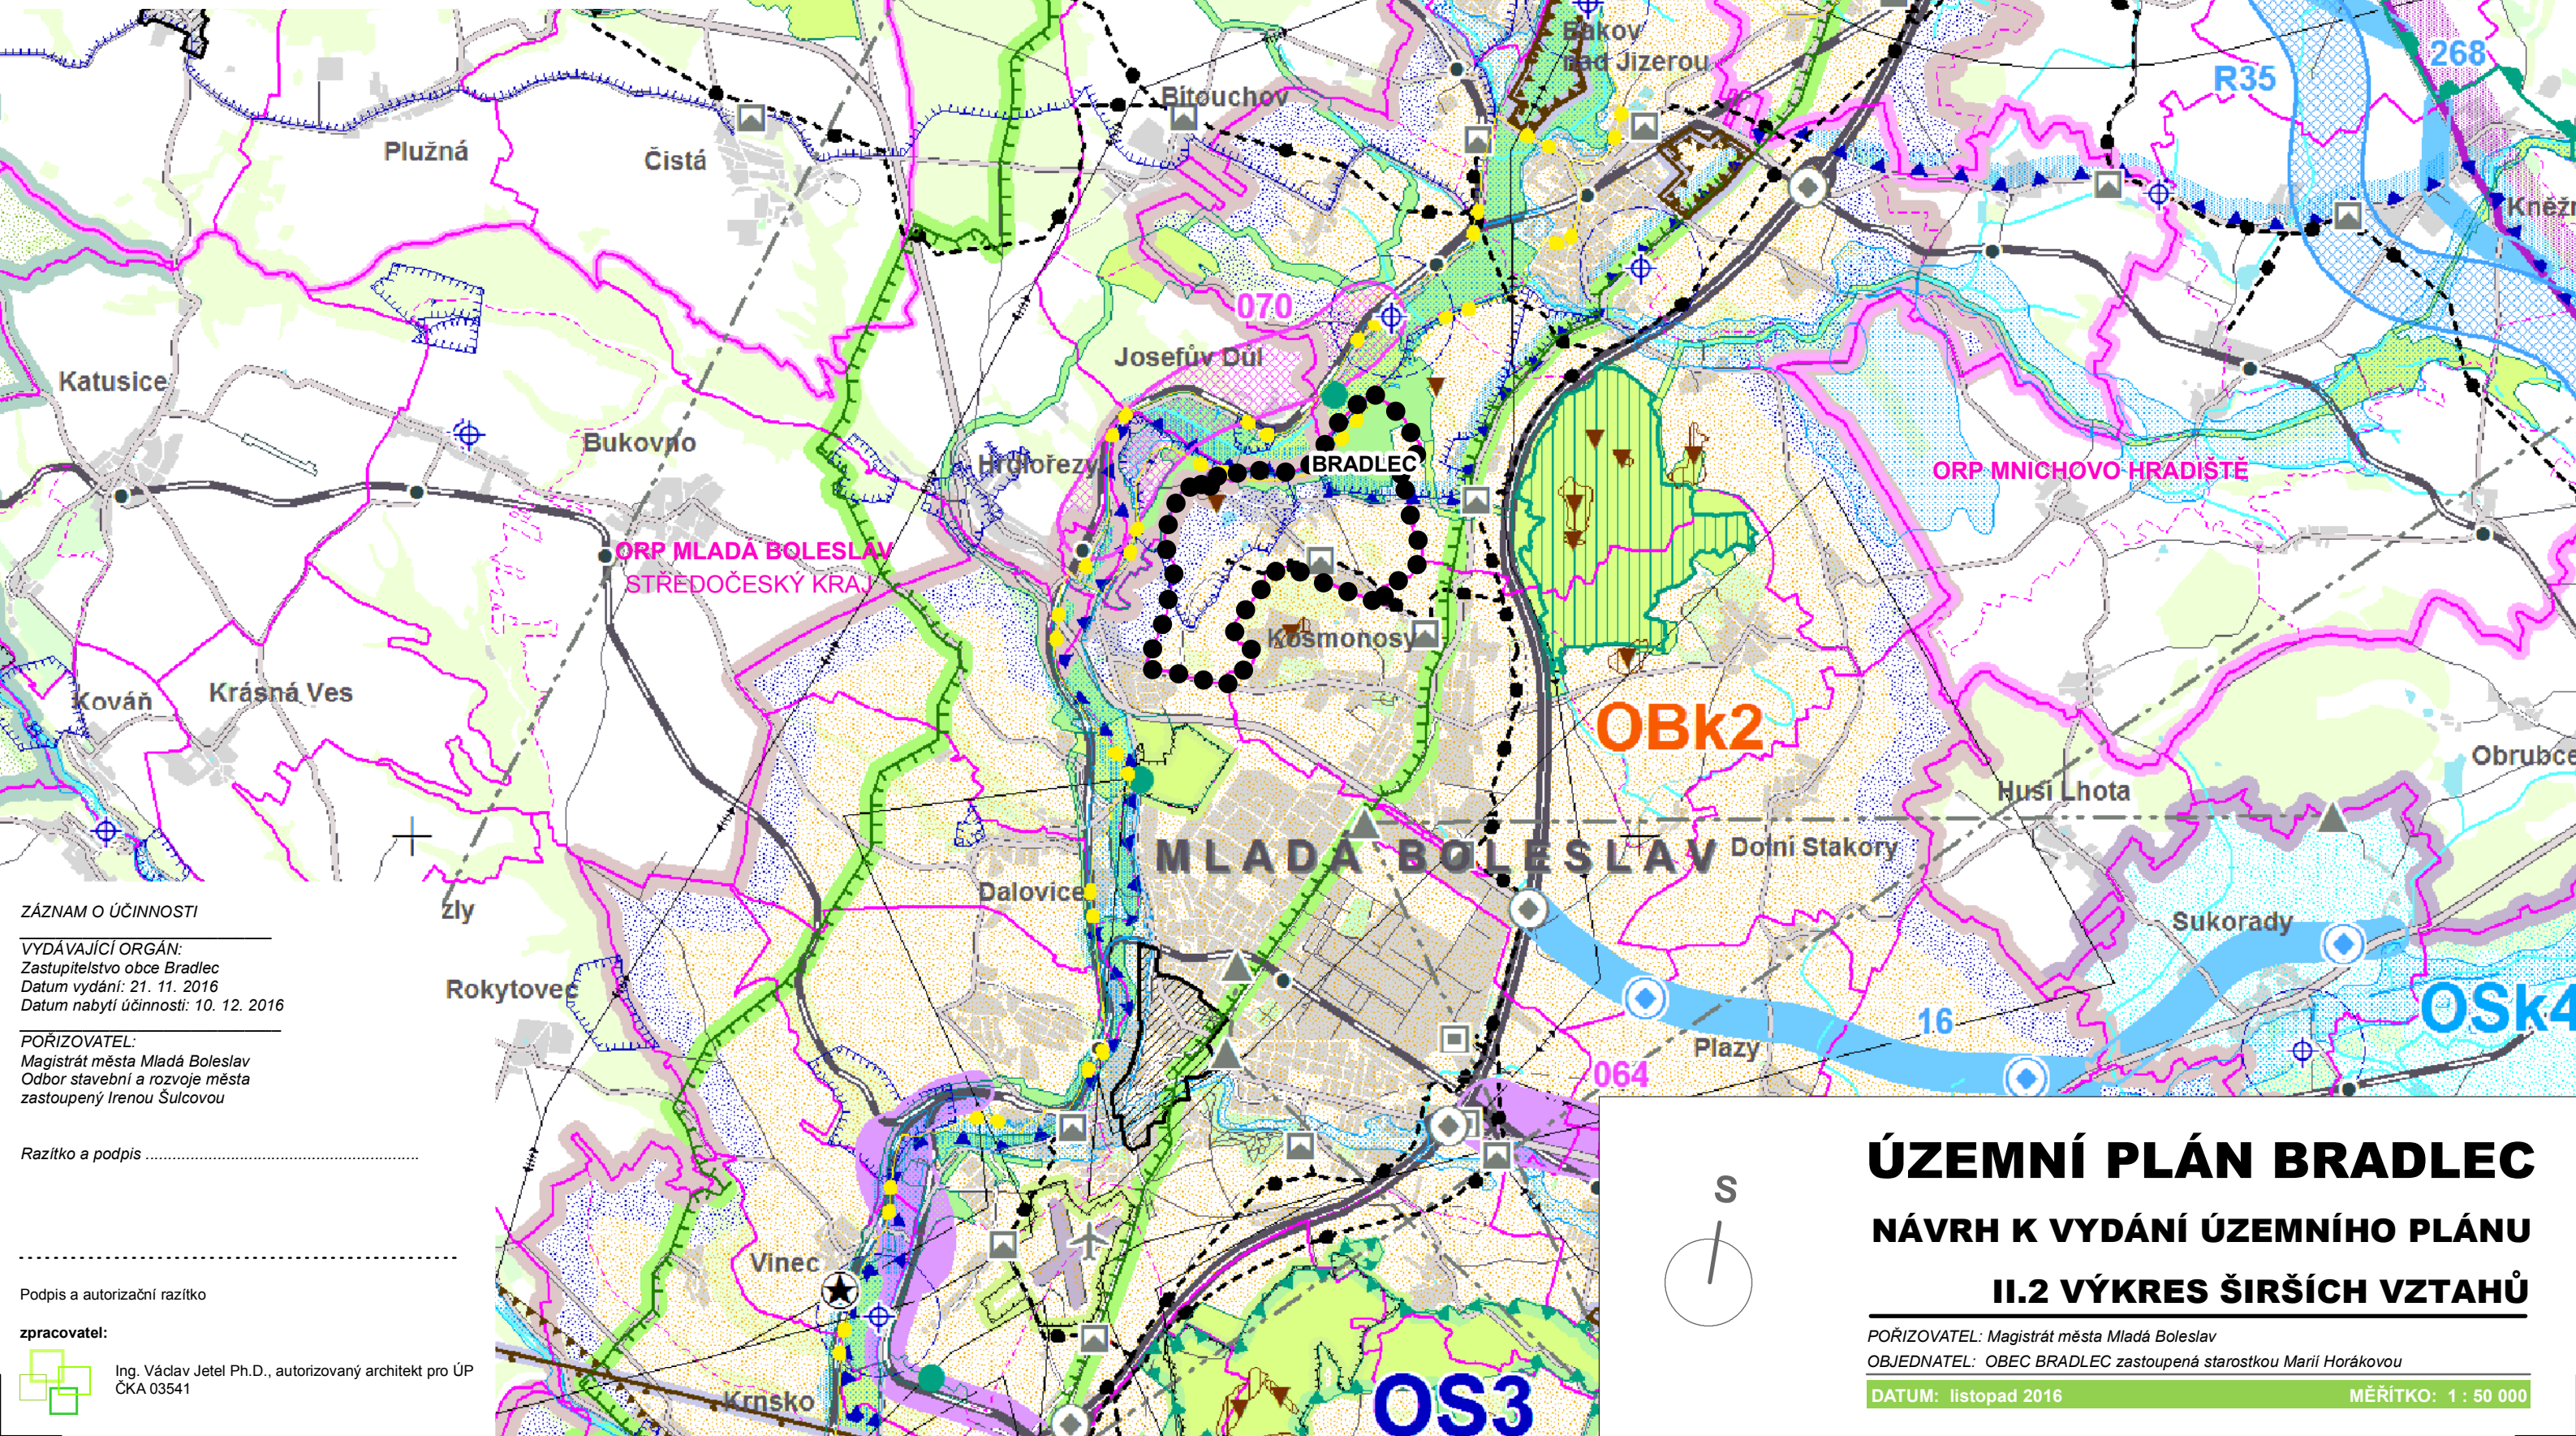 Bakov
nad Jizerou
268
R35
Bítouchov
Plužná
Čistá
Kněžm
070
Josefův Důl
Katusice
Bukovno
Hrdlořezy
BRADLEC
ORP MNICHOVO HRADIŠTĚ
ORP MLADÁ BOLESLAV
STŘEDOČESKÝ KRAJ
Kosmonosy
Kováň
Krásná Ves
OBk2
Obrubce
Husí Lhota
MLADÁ BOLESLAV
Dolní Stakory
Dalovice
zly
Sukorady
Rokytovec
OSk4
16
Plazy
064
Vinec
Krnsko
OS3
ZÁZNAM O ÚČINNOSTI
VYDÁVAJÍCÍ ORGÁN:
Zastupitelstvo obce Bradlec
Datum vydání: 21. 11. 2016
Datum nabytí účinnosti: 10. 12. 2016
POŘIZOVATEL:
Magistrát města Mladá Boleslav
Odbor stavební a rozvoje města
zastoupený Irenou Šulcovou
Razítko a podpis ..............................................................
Podpis a autorizační razítko
zpracovatel:
Ing. Václav Jetel Ph.D., autorizovaný architekt pro ÚP
ČKA 03541
S
ÚZEMNÍ PLÁN BRADLEC
NÁVRH K VYDÁNÍ ÚZEMNÍHO PLÁNU
II.2 VÝKRES ŠIRŠÍCH VZTAHŮ
POŘIZOVATEL: Magistrát města Mladá Boleslav
OBJEDNATEL: OBEC BRADLEC zastoupená starostkou Marií Horákovou
DATUM: listopad 2016 MĚŘÍTKO: 1 : 50 000